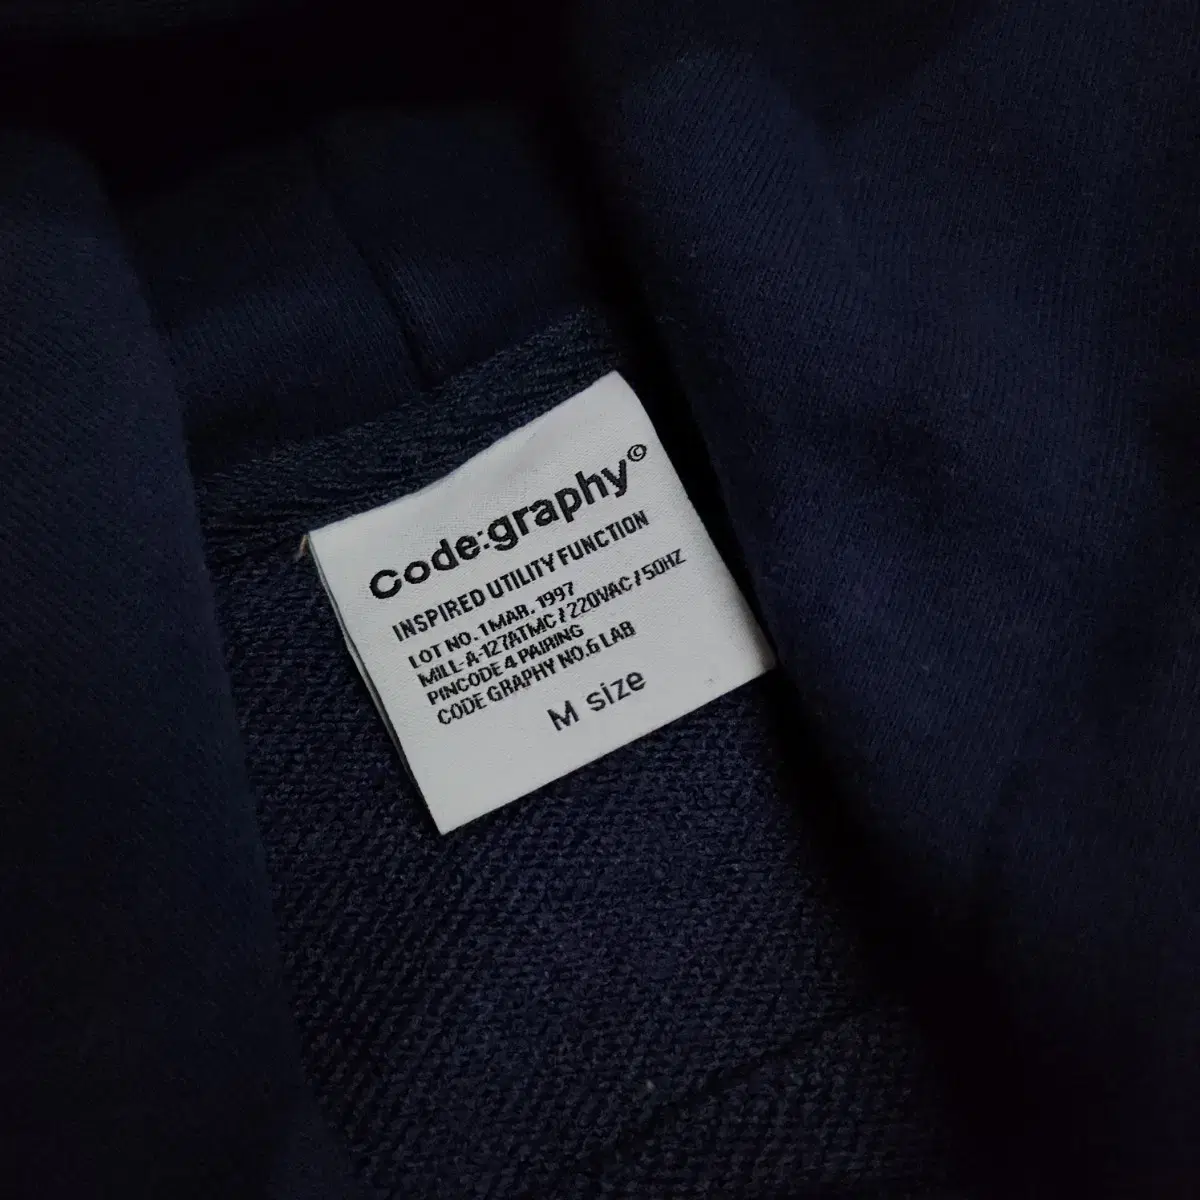 Code:graphy©
INSPIRED UTILITY FUNCTION
LOT NO. 1 MAR. 1997
MILL-A-127ATMC / 220VAC / 50HZ
PINCODE 4 PAIRING
CODE GRAPHY NO.6 LAB
M size